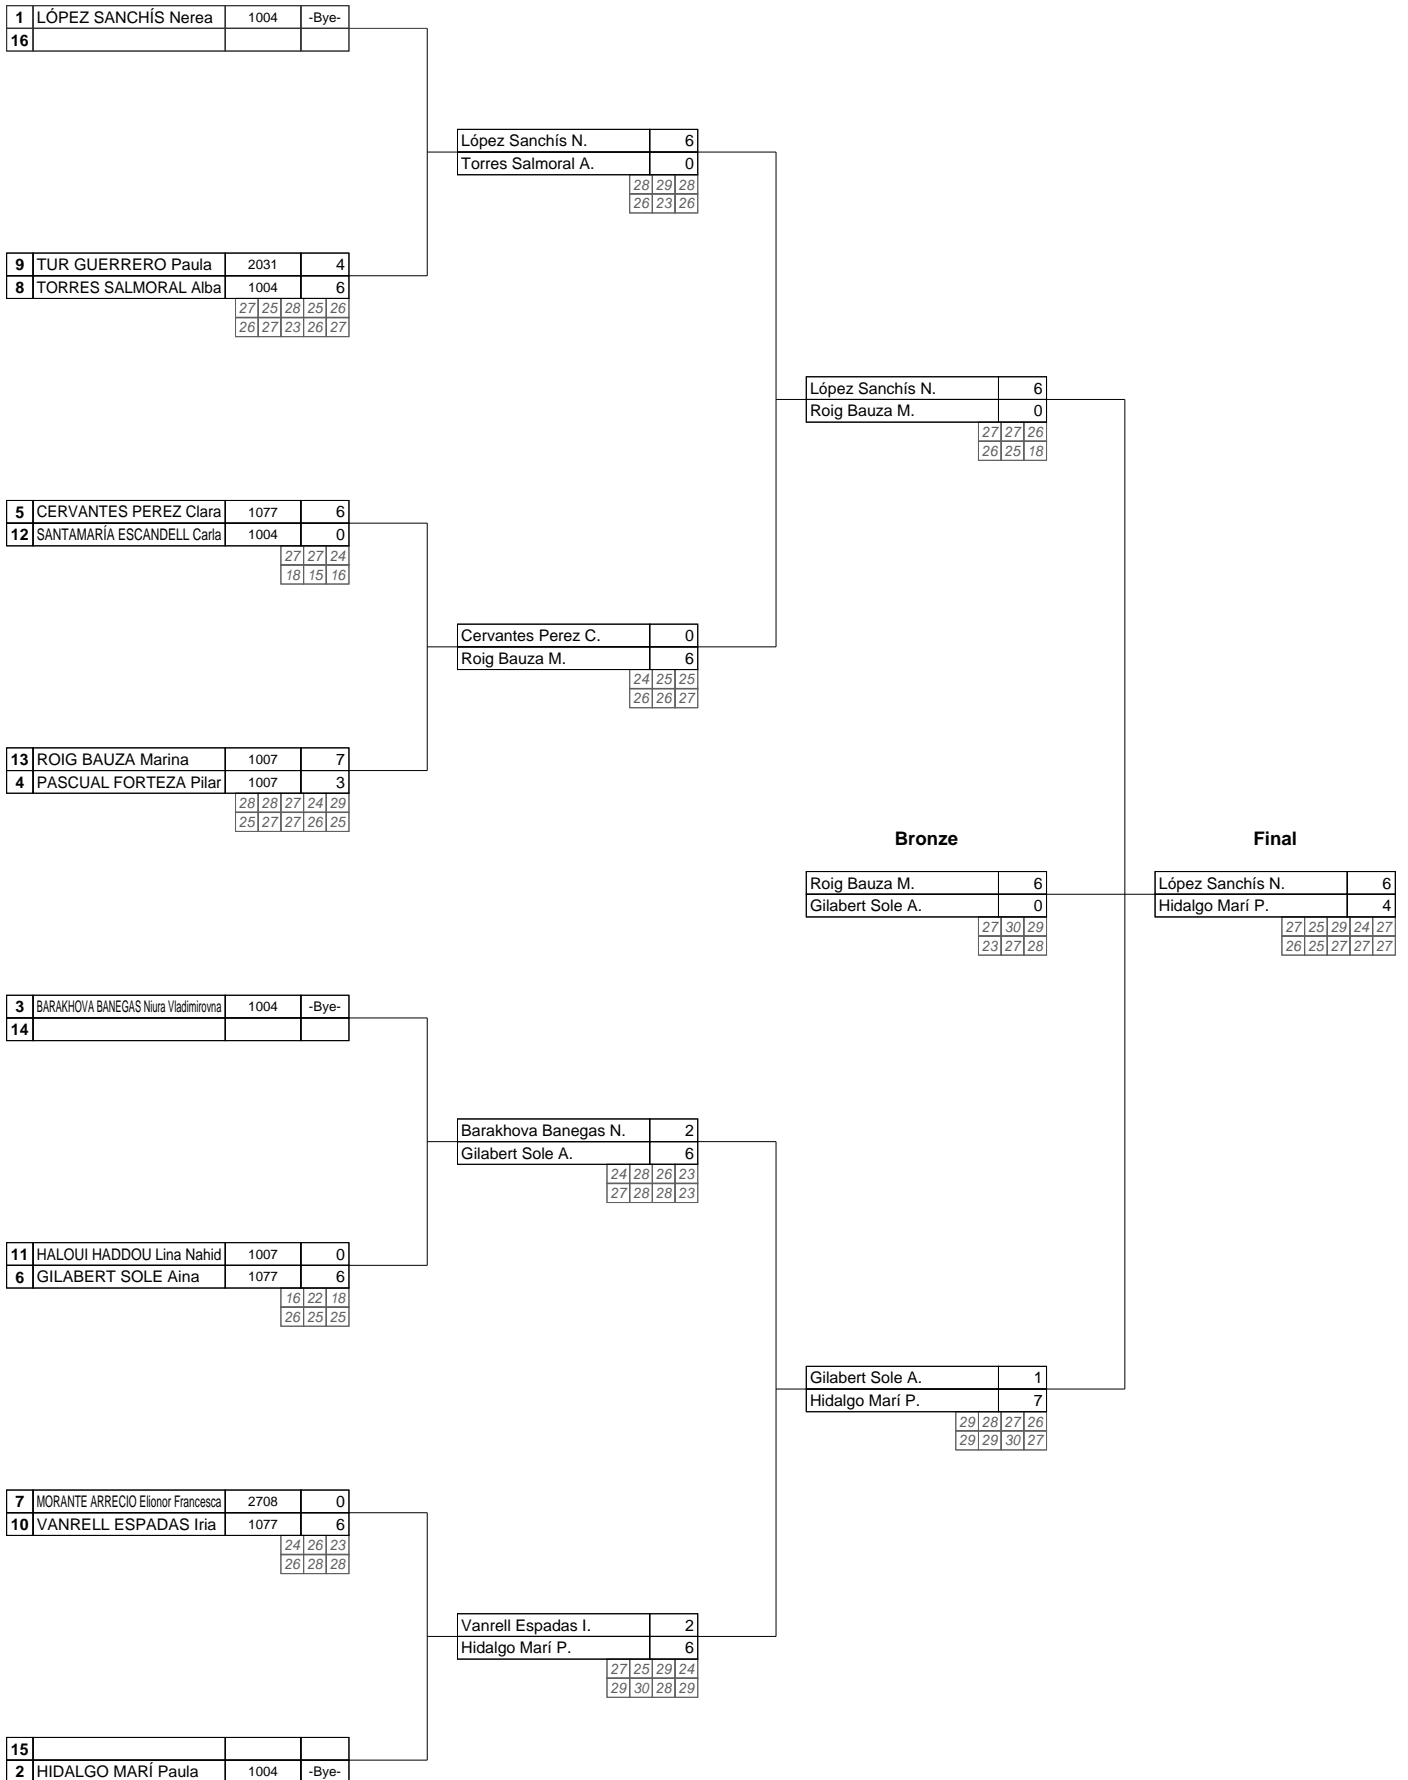 1 LÓPEZ SANCHÍS Nerea 1004 -Bye-
16
López Sanchís N. 6
Torres Salmoral A. 0
28 29 28
26 23 26
9 TUR GUERRERO Paula 2031 4
8 TORRES SALMORAL Alba 1004 6
27 25 28 25 26
26 27 23 26 27
López Sanchís N. 6
Roig Bauza M. 0
27 27 26
26 25 18
5 CERVANTES PEREZ Clara 1077 6
12 SANTAMARÍA ESCANDELL Carla 1004 0
27 27 24
18 15 16
Cervantes Perez C. 0
Roig Bauza M. 6
24 25 25
26 26 27
13 ROIG BAUZA Marina 1007 7
4 PASCUAL FORTEZA Pilar 1007 3
28 28 27 24 29
25 27 27 26 25
Bronze Final
Roig Bauza M. 6 López Sanchís N. 6
Gilabert Sole A. 0 Hidalgo Marí P. 4
27 30 29 27 25 29 24 27
23 27 28 26 25 27 27 27
3 BARAKHOVA BANEGAS Niura Vladimirovna 1004 -Bye-
14
Barakhova Banegas N. 2
Gilabert Sole A. 6
24 28 26 23
27 28 28 23
11 HALOUI HADDOU Lina Nahid 1007 0
6 GILABERT SOLE Aina 1077 6
16 22 18
26 25 25
Gilabert Sole A. 1
Hidalgo Marí P. 7
29 28 27 26
29 29 30 27
7 MORANTE ARRECIO Elionor Francesca 2708 0
10 VANRELL ESPADAS Iria 1077 6
24 26 23
26 28 28
Vanrell Espadas I. 2
Hidalgo Marí P. 6
27 25 29 24
29 30 28 29
15
2 HIDALGO MARÍ Paula 1004 -Bye-